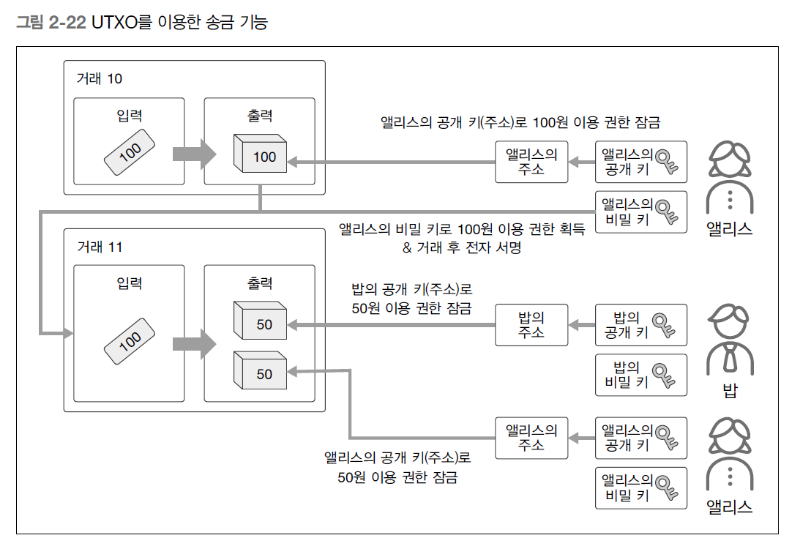 그림 2-22 UTXO를 이용한 송금 기능
거래 10
입력
출력
100
100
앨리스의 공개 키(주소)로 100원 이용 권한 잠금
앨리스의
주소
앨리스의
공개 키
앨리스의
비밀 키
앨리스
앨리스의 비밀 키로 100원 이용 권한 획득
& 거래 후 전자 서명
거래 11
입력
출력
100
50
50
밥의 공개 키(주소)로
50원 이용 권한 잠금
밥의
주소
밥의
공개 키
밥의
비밀 키
밥
앨리스의 공개 키(주소)로
50원 이용 권한 잠금
앨리스의
주소
앨리스의
공개 키
앨리스의
비밀 키
앨리스